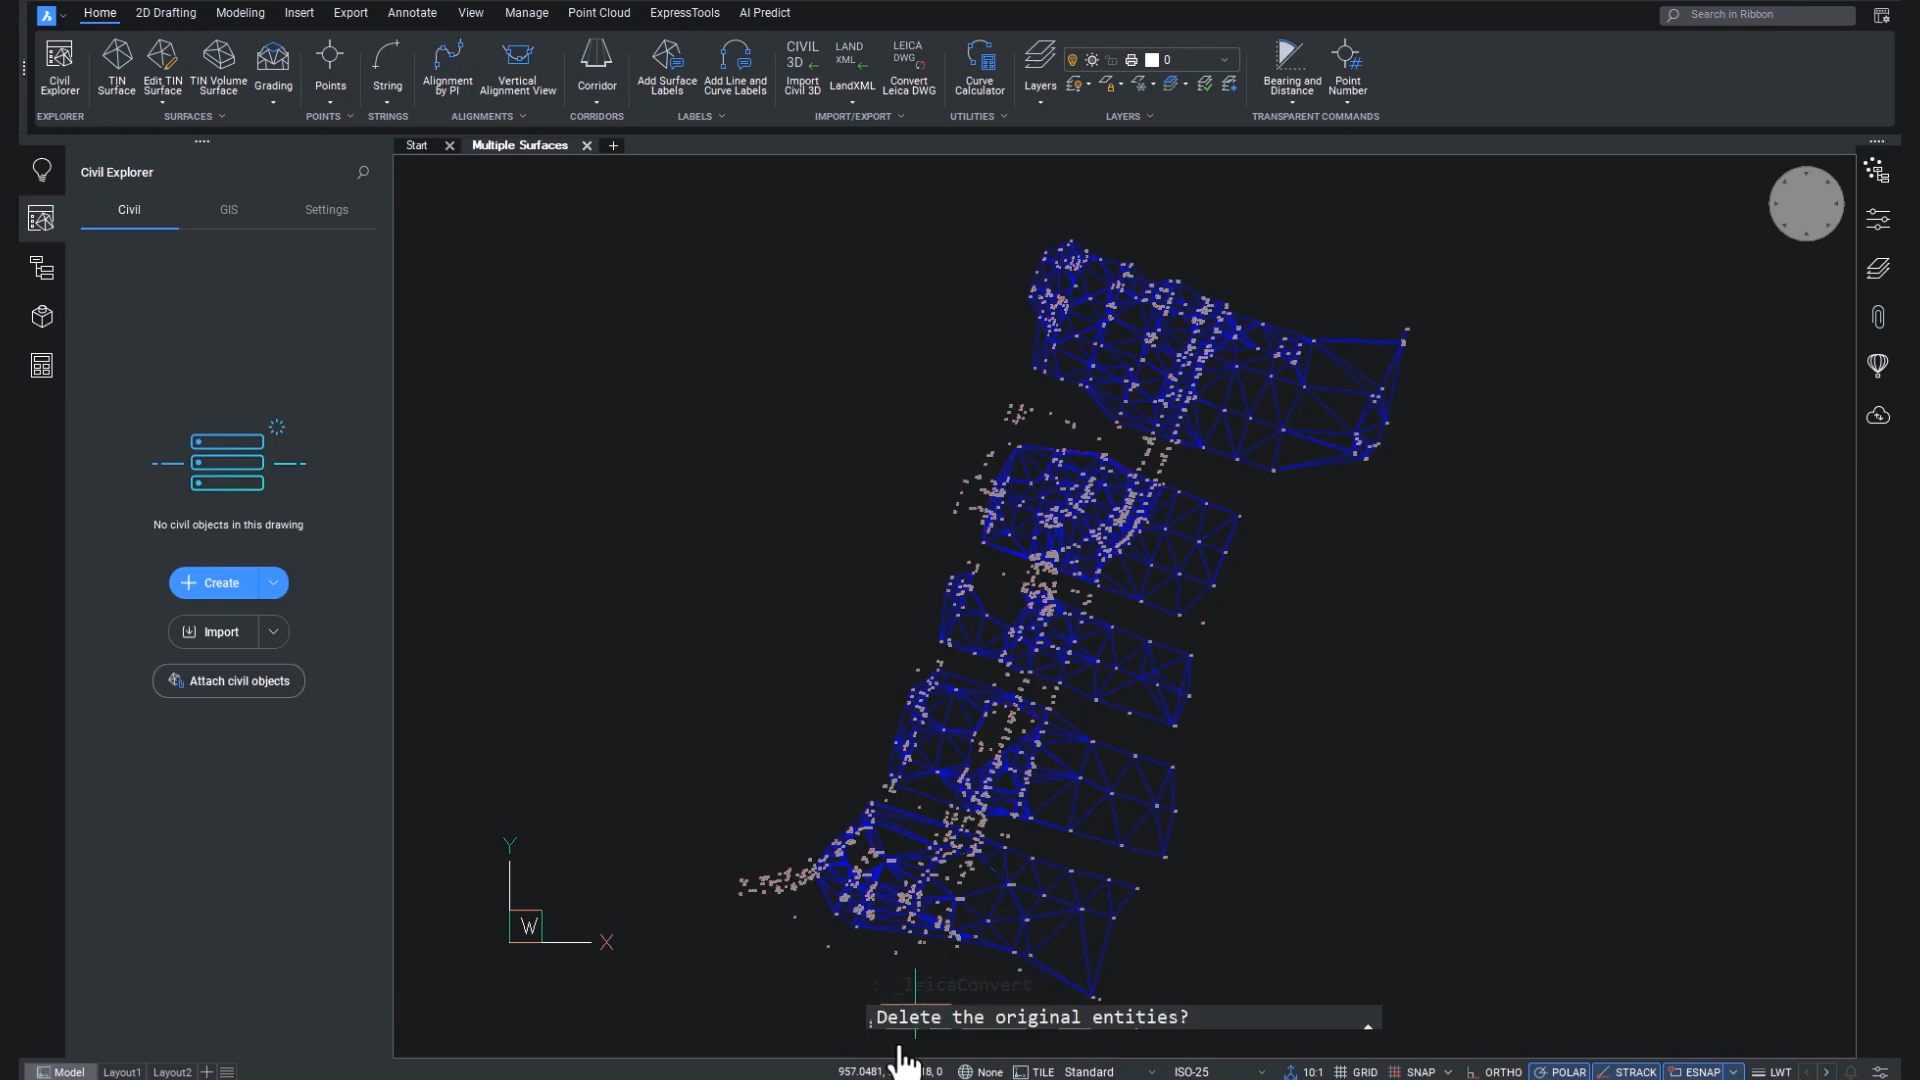 Home 2D Drafting Modeling Insert Export Annotate View Manage Point Cloud ExpressTools AI Predict
Search in Ribbon
Civil Explorer
TIN Surface
Edit TIN Surface
TIN Volume Surface
Grading
Points
String
Alignment by PI
Vertical Alignment View
Corridor
Add Surface Labels
Add Line and Curve Labels
CIVIL 3D
Import Civil 3D
LAND XML
LandXML
LEICA DWG
Convert Leica DWG
Curve Calculator
Layers
0
Bearing and Distance
Point Number
EXPLORER SURFACES POINTS STRINGS ALIGNMENTS CORRIDORS LABELS IMPORT/EXPORT UTILITIES LAYERS TRANSPARENT COMMANDS
Start Multiple Surfaces
Civil Explorer
Civil GIS Settings
No civil objects in this drawing
Create
Import
Attach civil objects
Y
W
X
: _leicaConvert
Delete the original entities?
Model Layout1 Layout2
957.0481, 18, 0 None TILE Standard ISO-25 10:1 GRID SNAP ORTHO POLAR STRACK ESNAP LWT